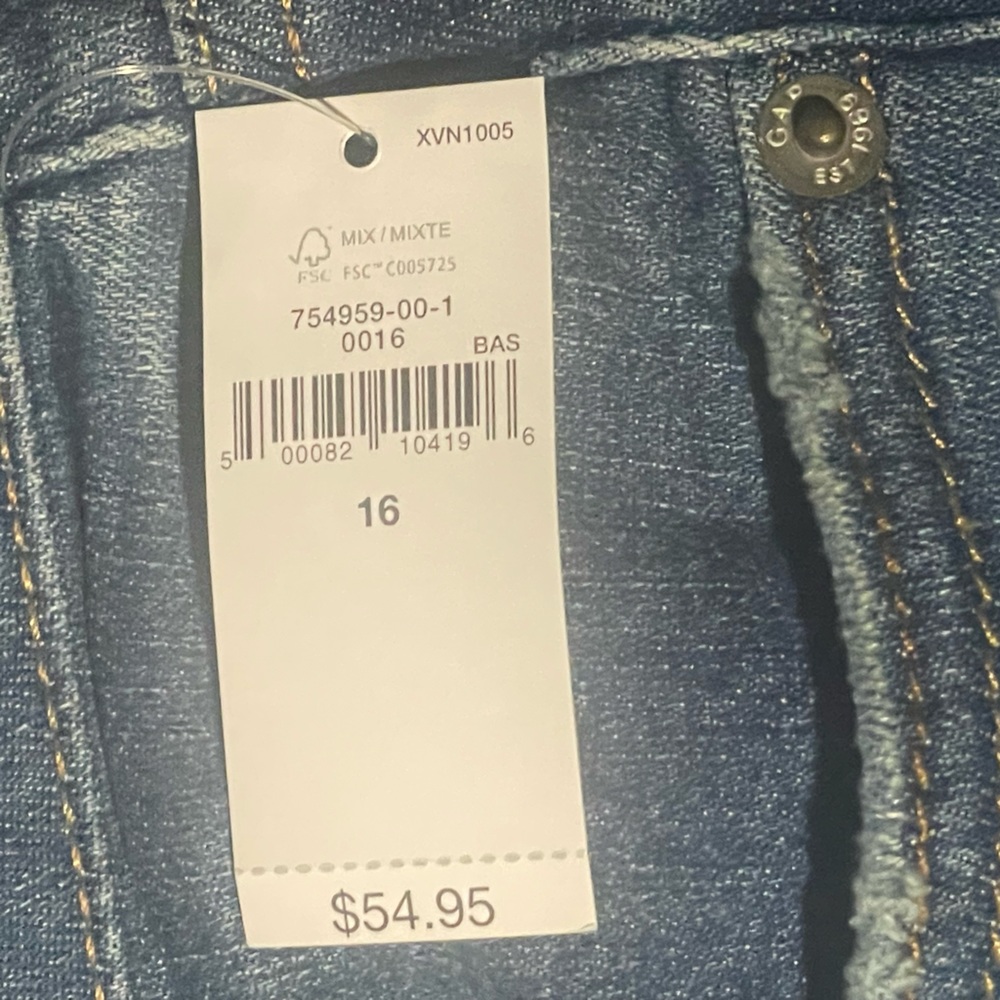 XVN1005
MIX / MIXTE
FSC FSC™ C005725
754959-00-1
0016
BAS
5 00082 10419 6
16
$54.95
GAP
EST 1969